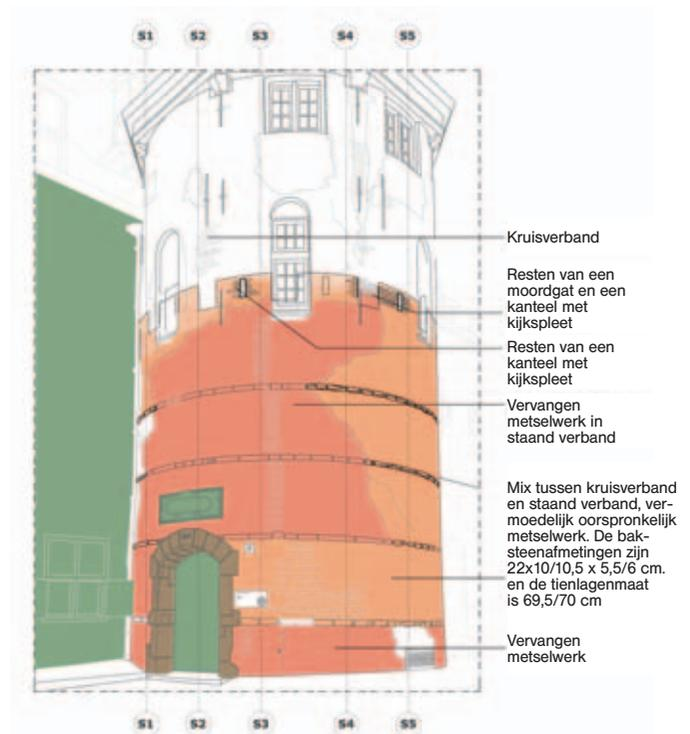 S1 S2 S3 S4 S5
Kruisverband
Resten van een
moordgat en een
kanteel met
kijkspleet
Resten van een
kanteel met
kijkspleet
Vervangen
metselwerk in
staand verband
Mix tussen kruisverband
en staand verband, ver-
moedelijk oorspronkelijk
metselwerk. De bak-
steenafmetingen zijn
22x10/10,5 x 5,5/6 cm.
en de tienlagenmaat
is 69,5/70 cm
Vervangen
metselwerk
S1 S2 S3 S4 S5